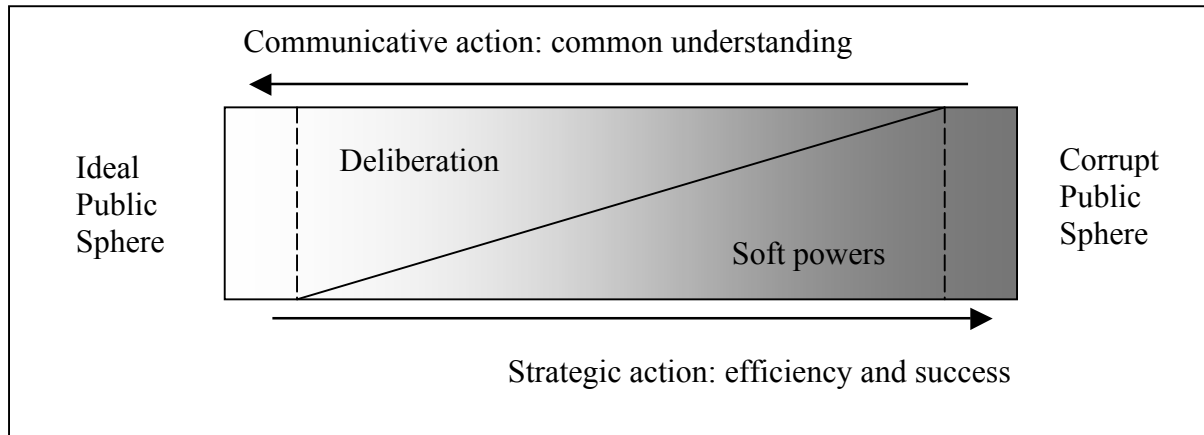 Communicative action: common understanding
Ideal
Public
Sphere
Deliberation
Soft powers
Corrupt
Public
Sphere
Strategic action: efficiency and success